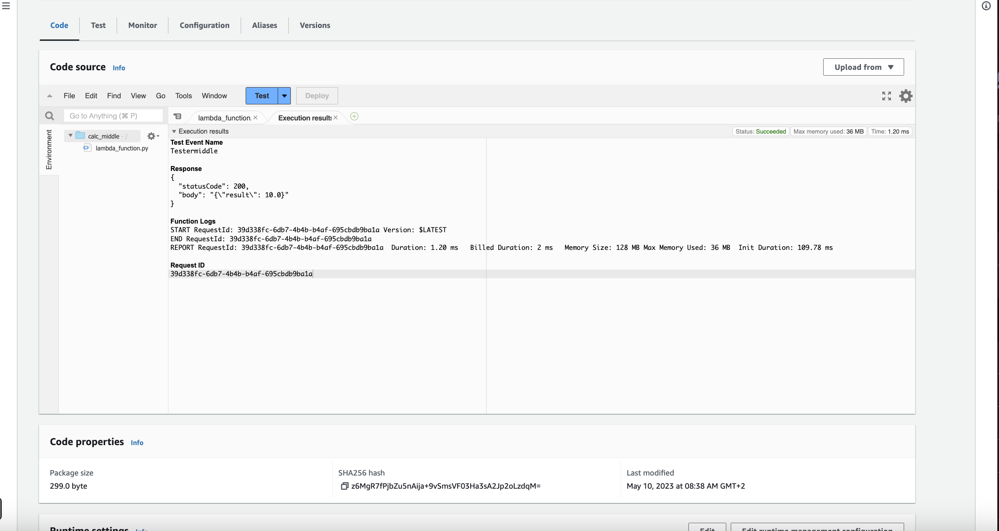 Code Test Monitor Configuration Aliases Versions
Code source Info
Upload from
File Edit Find View Go Tools Window Test Deploy
Go to Anything (⌘ P)
lambda_function. Execution results
Environment
calc_middle - /
lambda_function.py
Execution results
Status: Succeeded Max memory used: 36 MB Time: 1.20 ms
Test Event Name
Testermiddle
Response
{
"statusCode": 200,
"body": "{\"result\": 10.0}"
}
Function Logs
START RequestId: 39d338fc-6db7-4b4b-b4af-695cbdb9ba1a Version: $LATEST
END RequestId: 39d338fc-6db7-4b4b-b4af-695cbdb9ba1a
REPORT RequestId: 39d338fc-6db7-4b4b-b4af-695cbdb9ba1a Duration: 1.20 ms Billed Duration: 2 ms Memory Size: 128 MB Max Memory Used: 36 MB Init Duration: 109.78 ms
Request ID
39d338fc-6db7-4b4b-b4af-695cbdb9ba1a
Code properties Info
Package size
299.0 byte
SHA256 hash
z6MgR7fPjbZu5nAija+9vSmsVF03Ha3sA2Jp2oLzdqM=
Last modified
May 10, 2023 at 08:38 AM GMT+2
Runtime settings Info
Edit Edit runtime management configuration